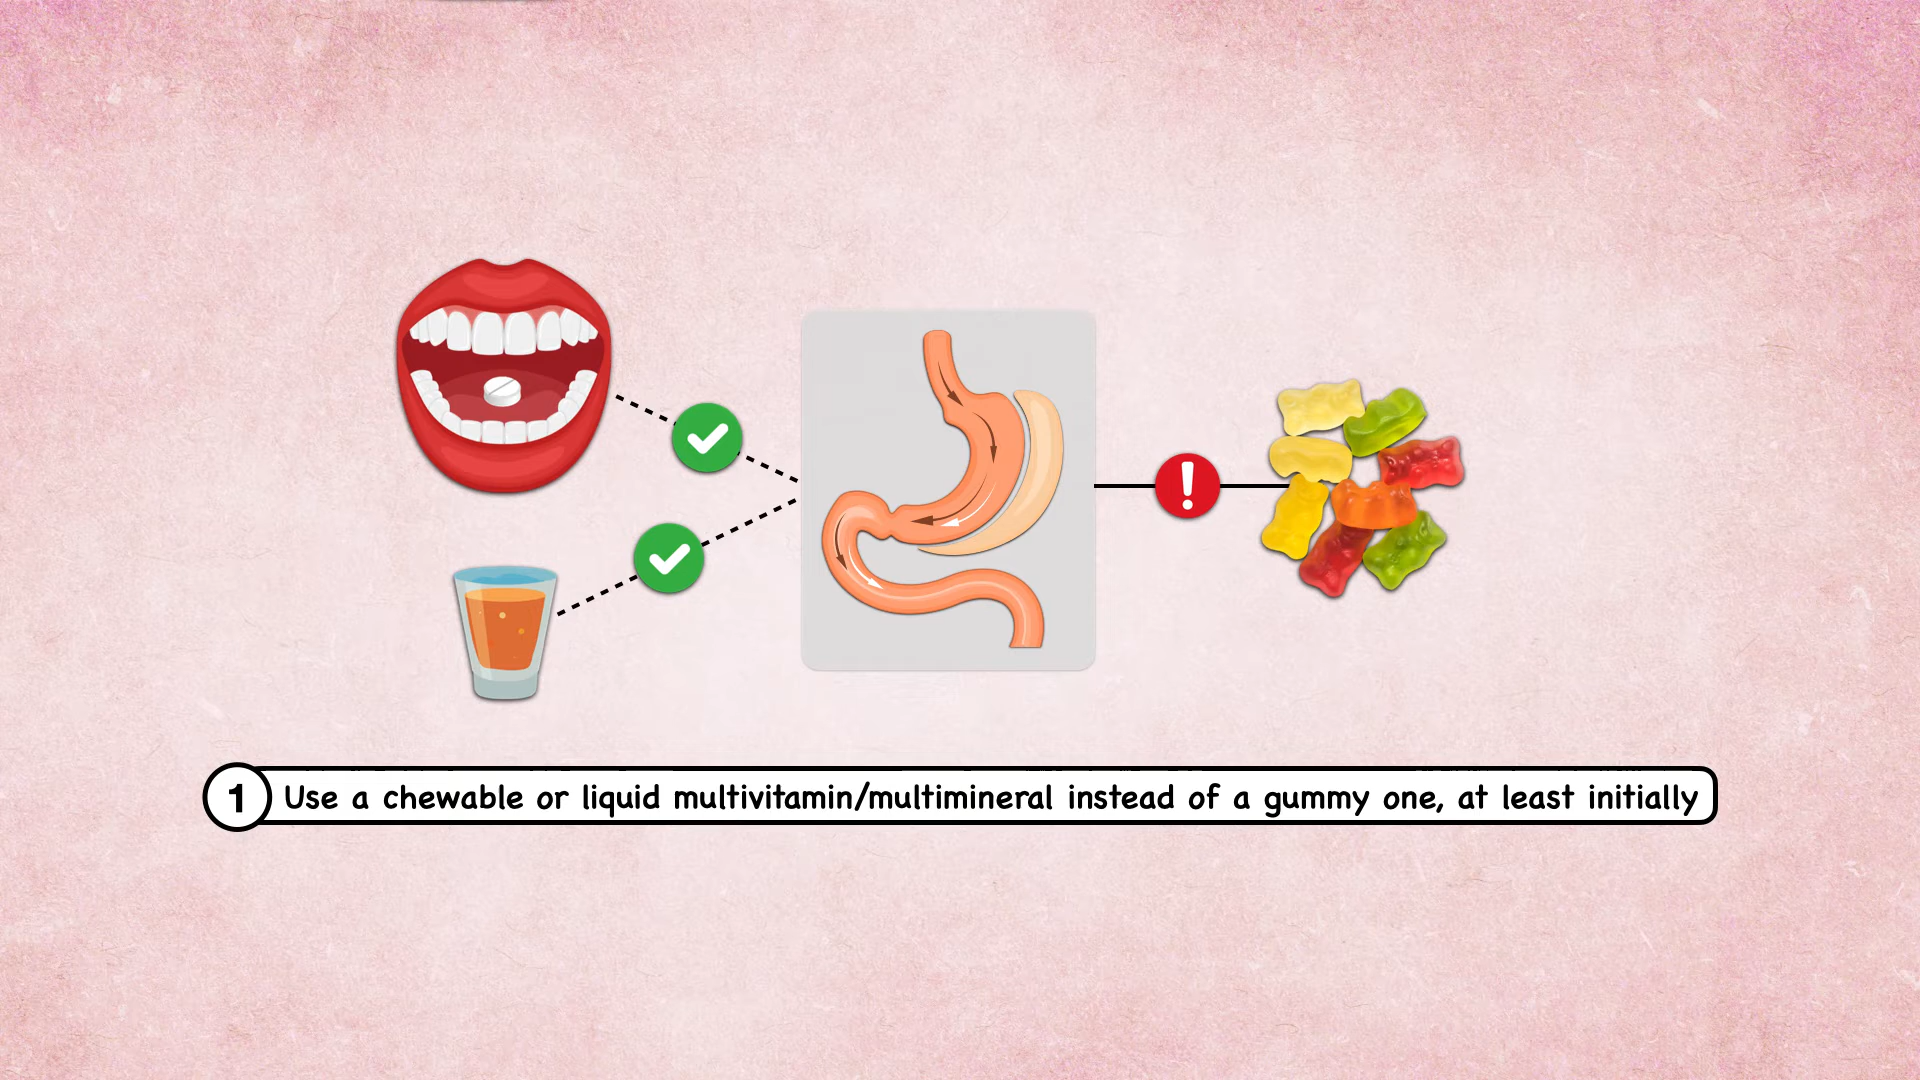 1 Use a chewable or liquid multivitamin/multimineral instead of a gummy one, at least initially